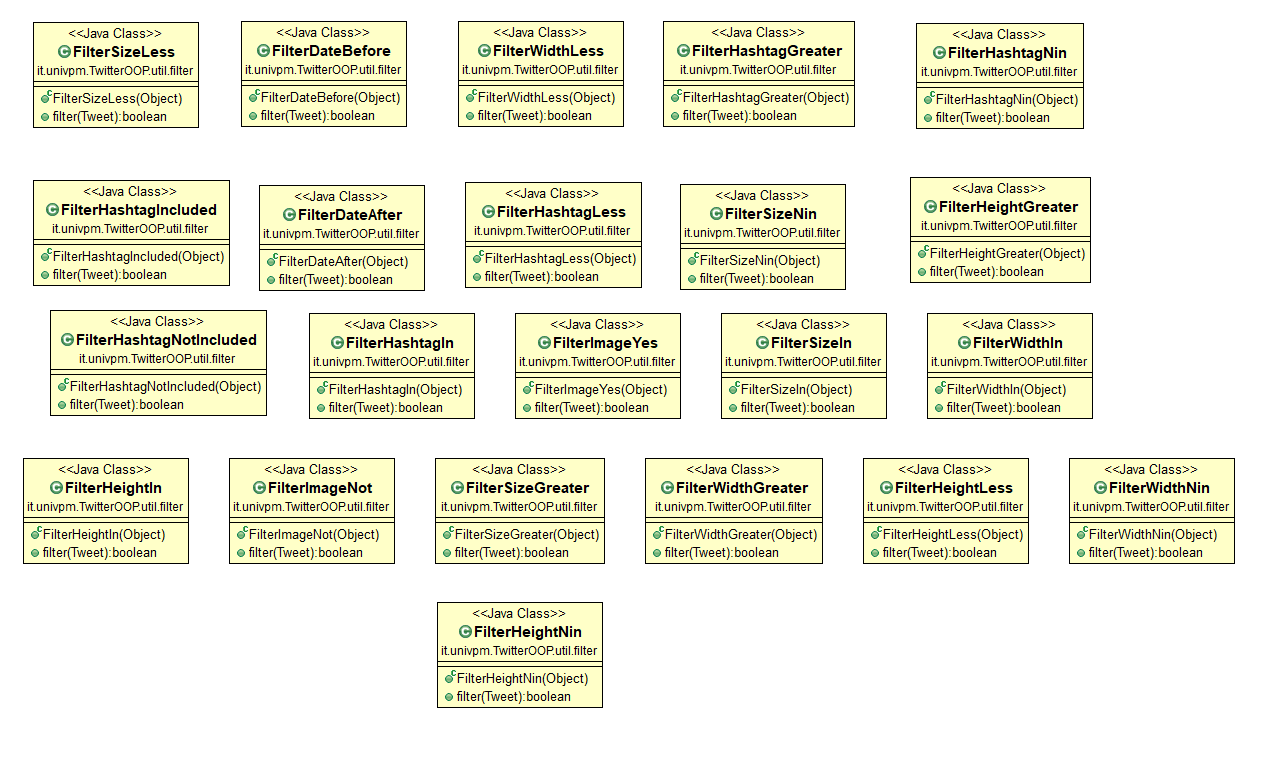 <<Java Class>>
FilterSizeLess
it.univpm.TwitterOOP.util.filter
FilterSizeLess(Object)
filter(Tweet):boolean
<<Java Class>>
FilterDateBefore
it.univpm.TwitterOOP.util.filter
FilterDateBefore(Object)
filter(Tweet):boolean
<<Java Class>>
FilterWidthLess
it.univpm.TwitterOOP.util.filter
FilterWidthLess(Object)
filter(Tweet):boolean
<<Java Class>>
FilterHashtagGreater
it.univpm.TwitterOOP.util.filter
FilterHashtagGreater(Object)
filter(Tweet):boolean
<<Java Class>>
FilterHashtagNin
it.univpm.TwitterOOP.util.filter
FilterHashtagNin(Object)
filter(Tweet):boolean
<<Java Class>>
FilterHashtagIncluded
it.univpm.TwitterOOP.util.filter
FilterHashtagIncluded(Object)
filter(Tweet):boolean
<<Java Class>>
FilterDateAfter
it.univpm.TwitterOOP.util.filter
FilterDateAfter(Object)
filter(Tweet):boolean
<<Java Class>>
FilterHashtagLess
it.univpm.TwitterOOP.util.filter
FilterHashtagLess(Object)
filter(Tweet):boolean
<<Java Class>>
FilterSizeNin
it.univpm.TwitterOOP.util.filter
FilterSizeNin(Object)
filter(Tweet):boolean
<<Java Class>>
FilterHeightGreater
it.univpm.TwitterOOP.util.filter
FilterHeightGreater(Object)
filter(Tweet):boolean
<<Java Class>>
FilterHashtagNotIncluded
it.univpm.TwitterOOP.util.filter
FilterHashtagNotIncluded(Object)
filter(Tweet):boolean
<<Java Class>>
FilterHashtagIn
it.univpm.TwitterOOP.util.filter
FilterHashtagIn(Object)
filter(Tweet):boolean
<<Java Class>>
FilterImageYes
it.univpm.TwitterOOP.util.filter
FilterImageYes(Object)
filter(Tweet):boolean
<<Java Class>>
FilterSizeIn
it.univpm.TwitterOOP.util.filter
FilterSizeIn(Object)
filter(Tweet):boolean
<<Java Class>>
FilterWidthIn
it.univpm.TwitterOOP.util.filter
FilterWidthIn(Object)
filter(Tweet):boolean
<<Java Class>>
FilterHeightIn
it.univpm.TwitterOOP.util.filter
FilterHeightIn(Object)
filter(Tweet):boolean
<<Java Class>>
FilterImageNot
it.univpm.TwitterOOP.util.filter
FilterImageNot(Object)
filter(Tweet):boolean
<<Java Class>>
FilterSizeGreater
it.univpm.TwitterOOP.util.filter
FilterSizeGreater(Object)
filter(Tweet):boolean
<<Java Class>>
FilterWidthGreater
it.univpm.TwitterOOP.util.filter
FilterWidthGreater(Object)
filter(Tweet):boolean
<<Java Class>>
FilterHeightLess
it.univpm.TwitterOOP.util.filter
FilterHeightLess(Object)
filter(Tweet):boolean
<<Java Class>>
FilterWidthNin
it.univpm.TwitterOOP.util.filter
FilterWidthNin(Object)
filter(Tweet):boolean
<<Java Class>>
FilterHeightNin
it.univpm.TwitterOOP.util.filter
FilterHeightNin(Object)
filter(Tweet):boolean